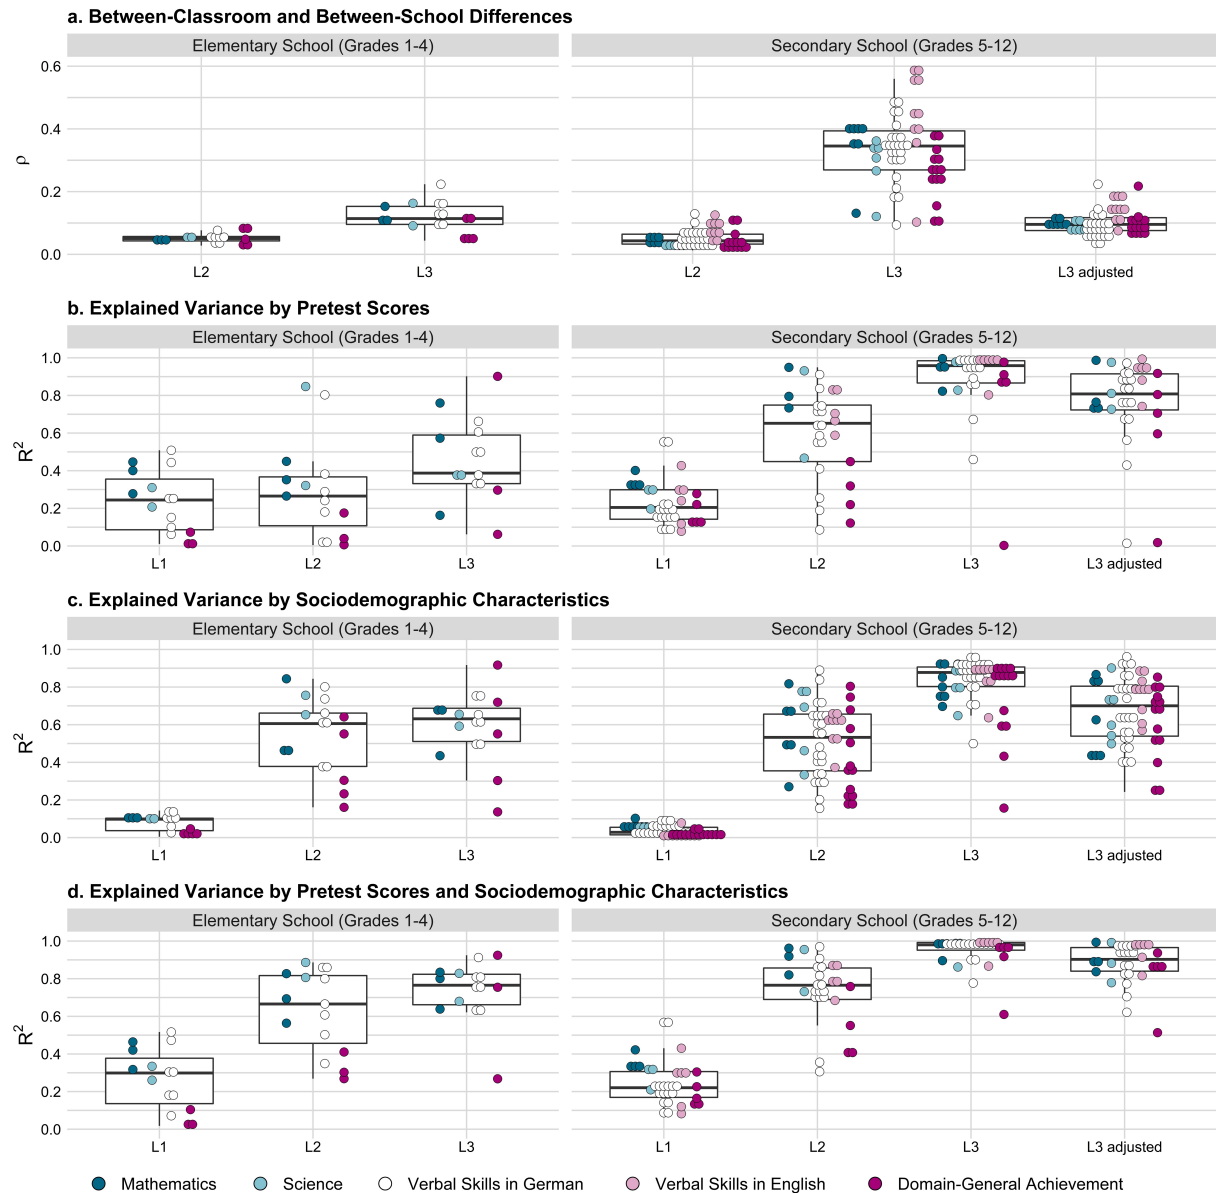 a. Between-Classroom and Between-School Differences
Elementary School (Grades 1-4)
Secondary School (Grades 5-12)
ρ
0.6
0.4
0.2
0.0
L2
L3
L2
L3
L3 adjusted
b. Explained Variance by Pretest Scores
Elementary School (Grades 1-4)
Secondary School (Grades 5-12)
R²
1.0
0.8
0.6
0.4
0.2
0.0
L1
L2
L3
L1
L2
L3
L3 adjusted
c. Explained Variance by Sociodemographic Characteristics
Elementary School (Grades 1-4)
Secondary School (Grades 5-12)
R²
1.0
0.8
0.6
0.4
0.2
0.0
L1
L2
L3
L1
L2
L3
L3 adjusted
d. Explained Variance by Pretest Scores and Sociodemographic Characteristics
Elementary School (Grades 1-4)
Secondary School (Grades 5-12)
R²
1.0
0.8
0.6
0.4
0.2
0.0
L1
L2
L3
L1
L2
L3
L3 adjusted
Mathematics
Science
Verbal Skills in German
Verbal Skills in English
Domain-General Achievement